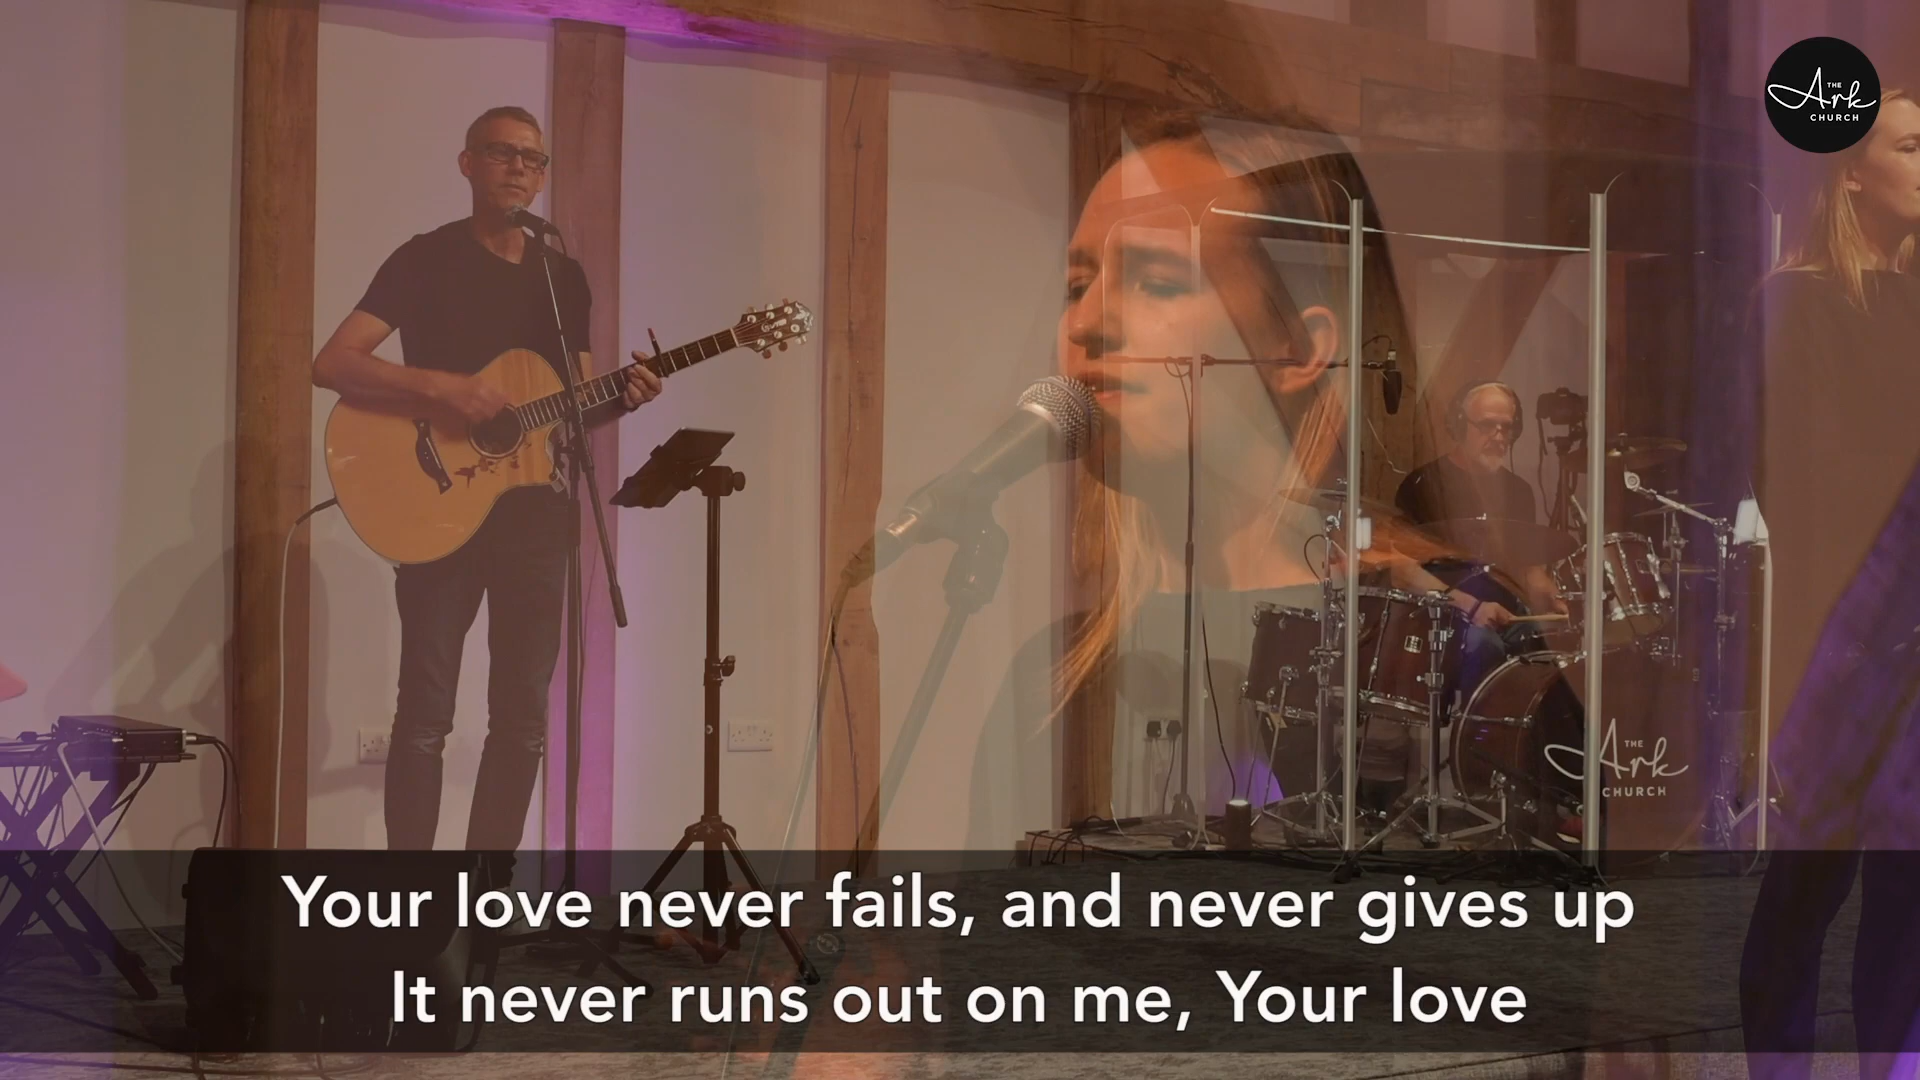 THE
Ark
CHURCH
THE
Ark
CHURCH
Your love never fails, and never gives up
It never runs out on me, Your love